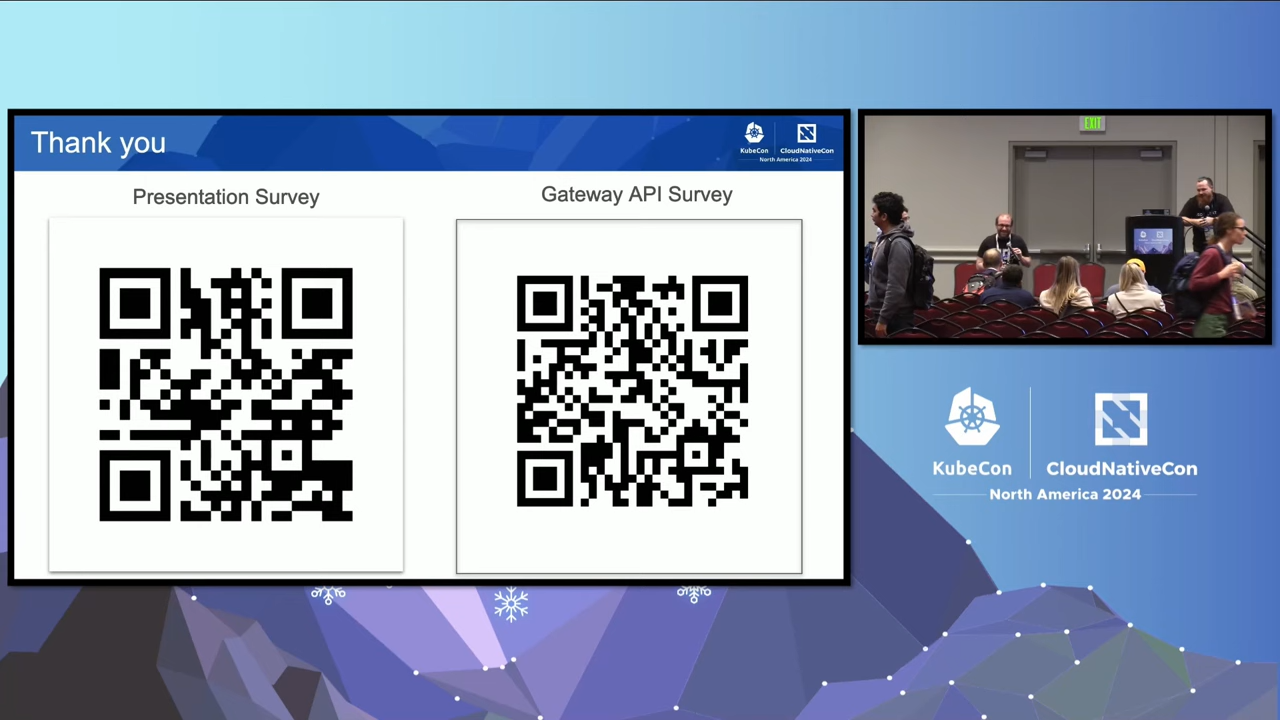 Thank you
KubeCon
CloudNativeCon
North America 2024
Presentation Survey
Gateway API Survey
EXIT
KubeCon
CloudNativeCon
North America 2024